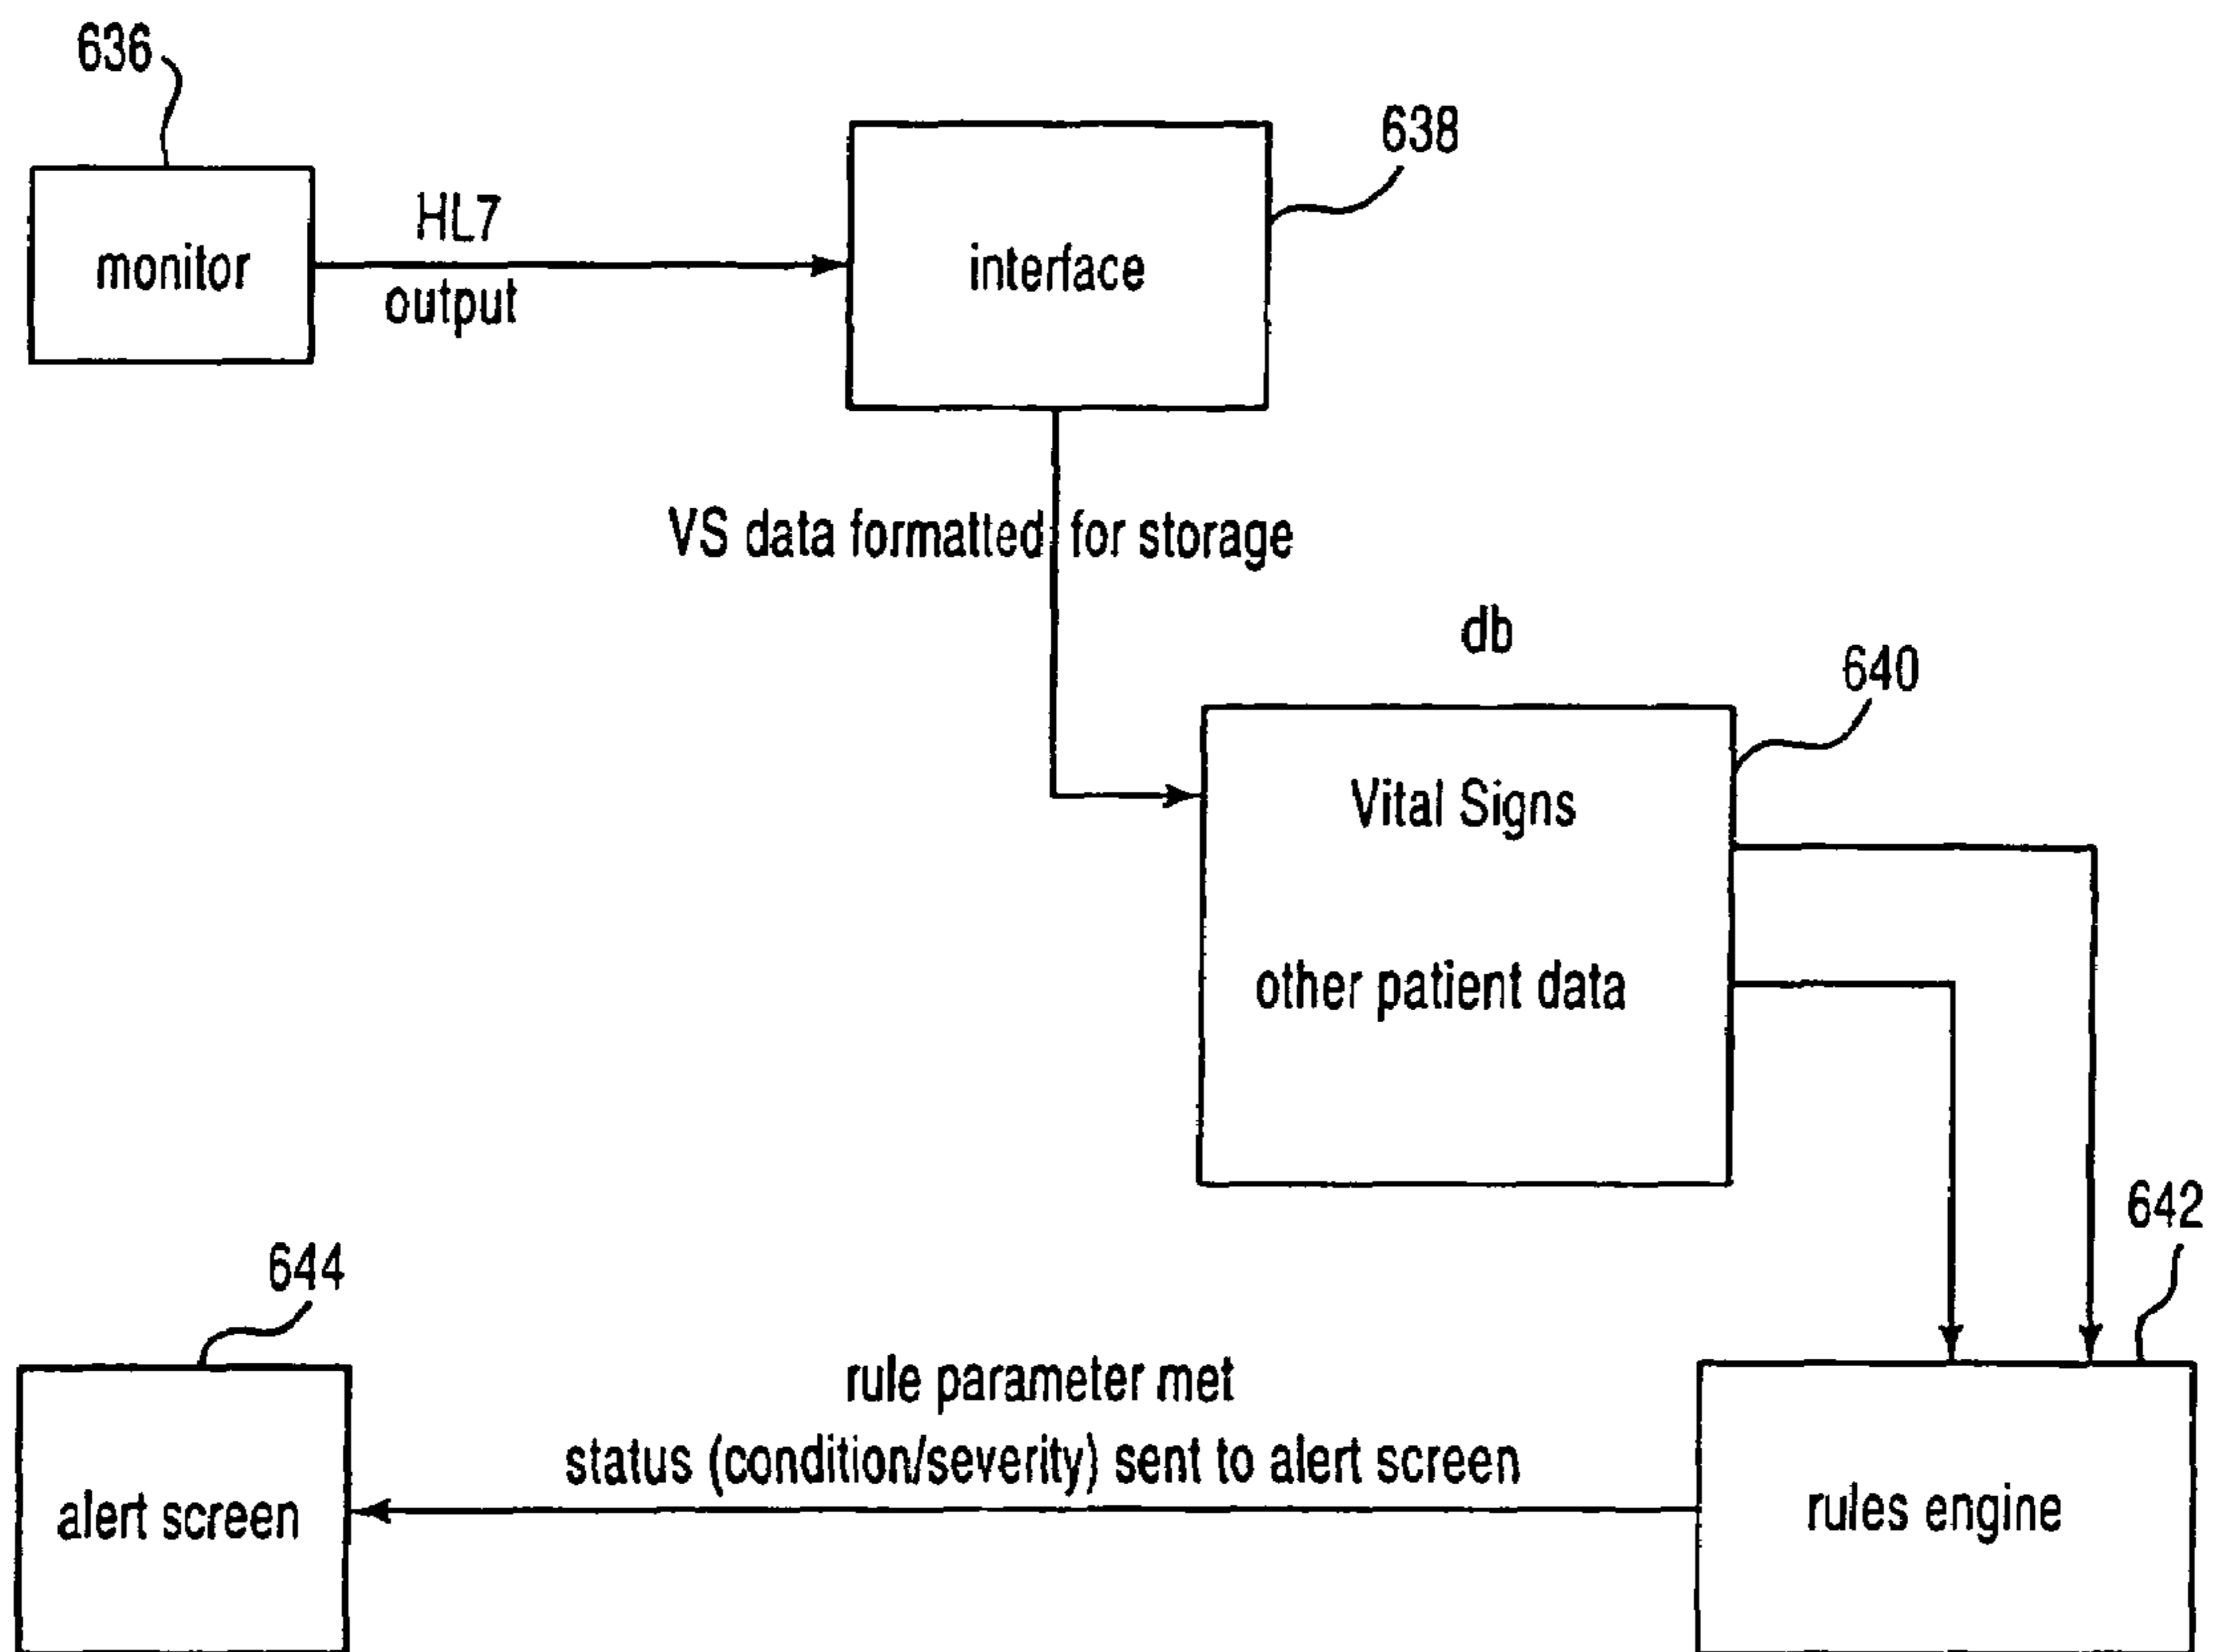 636
638
HL7
monitor
interface
output
VS data formatted for storage
db
640
Vital Signs
other patient data
642
644
rule parameter met
status (condition/severity) sent to alert screen
alert screen
rules engine